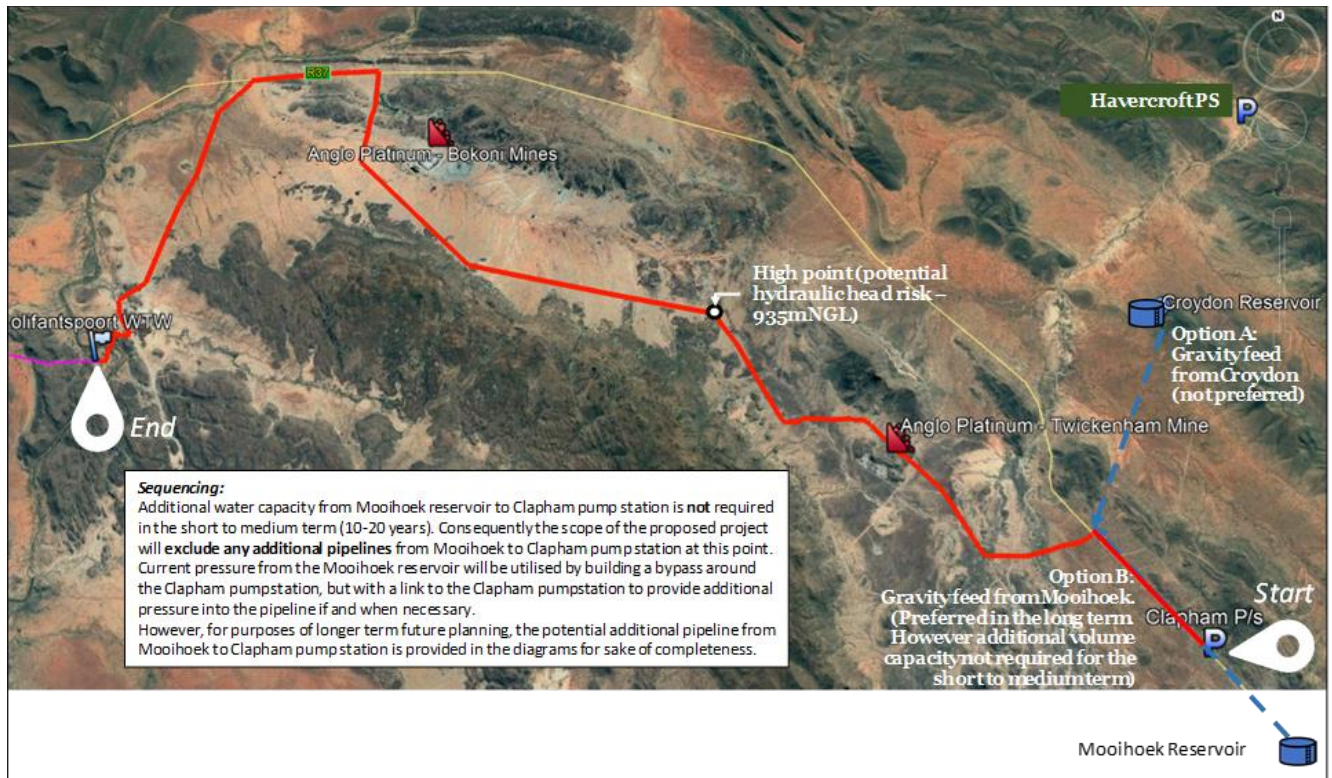 N
R37
Havercroft PS
P
Anglo Platinum - Bokoni Mines
High point (potential
hydraulic head risk –
935mNGL)
Croydon Reservoir
olifantspoort WTW
Option A:
Gravity feed
from Croydon
(not preferred)
End
Anglo Platinum - Twickenham Mine
Sequencing:
Additional water capacity from Mooihoek reservoir to Clapham pump station is not required
in the short to medium term (10-20 years). Consequently the scope of the proposed project
will exclude any additional pipelines from Mooihoek to Clapham pump station at this point.
Current pressure from the Mooihoek reservoir will be utilised by building a bypass around
the Clapham pumpstation, but with a link to the Clapham pumpstation to provide additional
pressure into the pipeline if and when necessary.
However, for purposes of longer term future planning, the potential additional pipeline from
Mooihoek to Clapham pump station is provided in the diagrams for sake of completeness.
Option B:
Gravity feed from Mooihoek.
(Preferred in the long term.
However additional volume
capacity not required for the
short to medium term)
Start
Clapham P/s
P
Mooihoek Reservoir